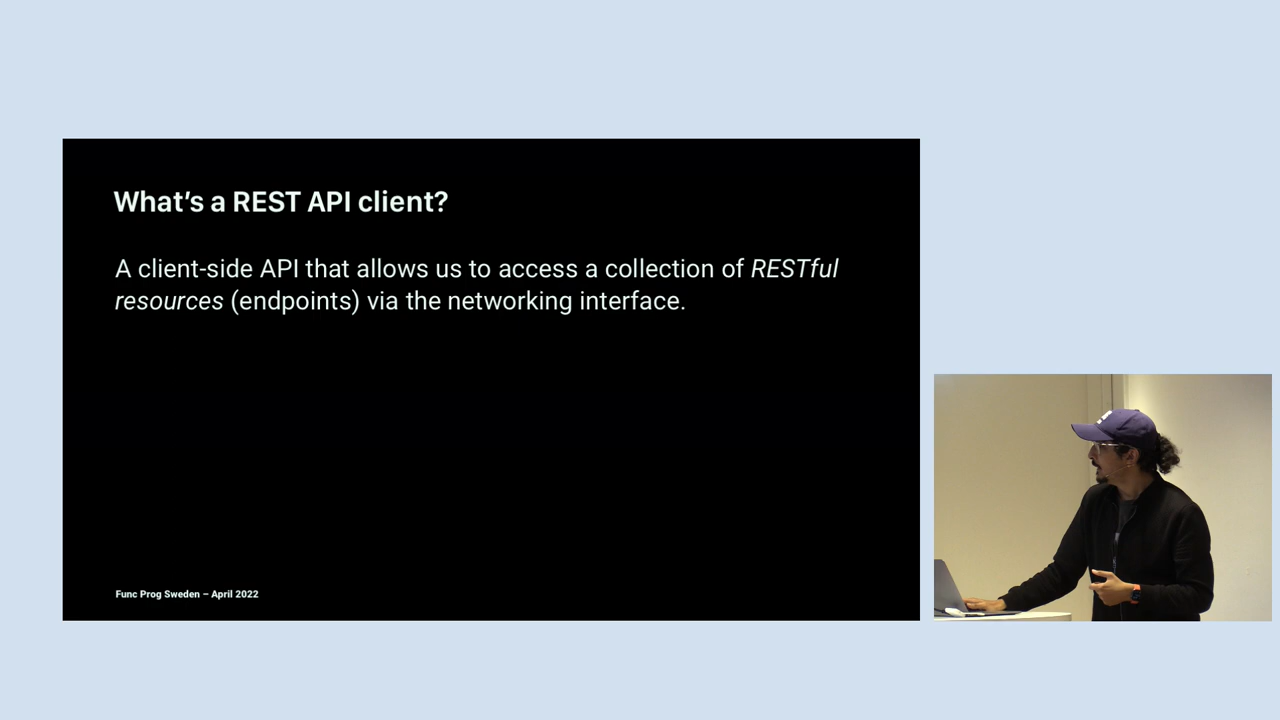 What's a REST API client?
A client-side API that allows us to access a collection of RESTful
resources (endpoints) via the networking interface.
Func Prog Sweden – April 2022